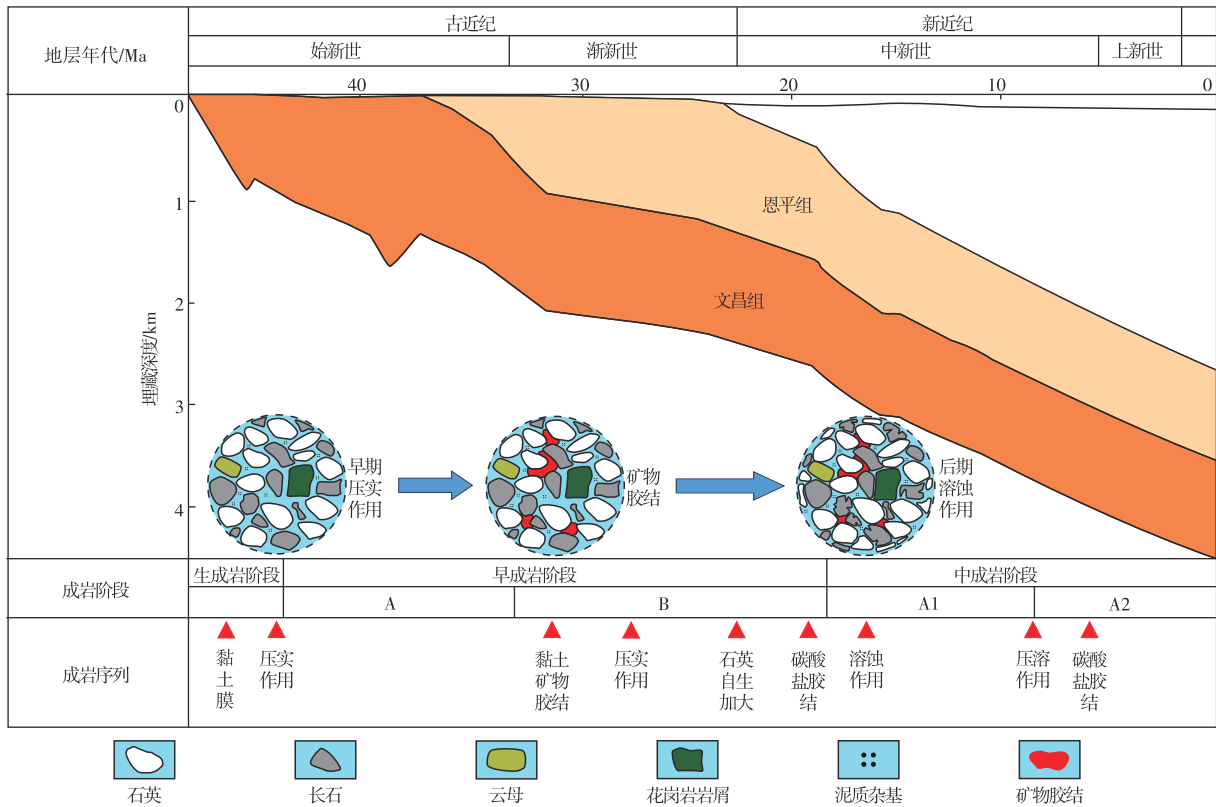 地层年代/Ma
古近纪
新近纪
始新世
渐新世
中新世
上新世
40
30
20
10
0
0
1
2
3
4
埋藏深度/km
恩平组
文昌组
早期
压实
作用
矿物
胶结
后期
溶蚀
作用
成岩阶段
生成岩阶段
早成岩阶段
中成岩阶段
A
B
A1
A2
成岩序列
黏
土
膜
压实
作用
黏土
矿物
胶结
压实
作用
石英
自生
加大
碳酸
盐胶
结
溶蚀
作用
压溶
作用
碳酸
盐胶
结
石英
长石
云母
花岗岩岩屑
泥质杂基
矿物胶结